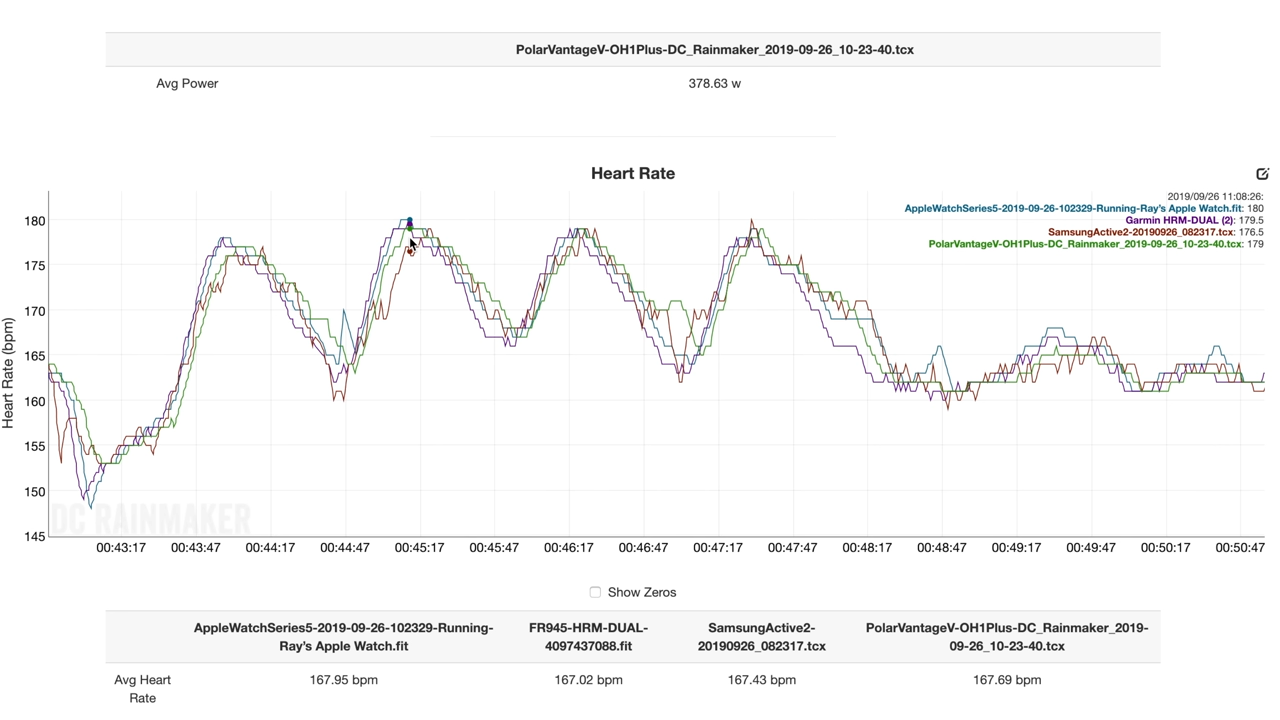 PolarVantageV-OH1Plus-DC_Rainmaker_2019-09-26_10-23-40.tcx
Avg Power 378.63 w
Heart Rate
2019/09/26 11:08:26:
AppleWatchSeries5-2019-09-26-102329-Running-Ray's Apple Watch.fit: 180
Garmin HRM-DUAL (2): 179.5
SamsungActive2-20190926_082317.tcx: 176.5
PolarVantageV-OH1Plus-DC_Rainmaker_2019-09-26_10-23-40.tcx: 179
Heart Rate (bpm)
180
175
170
165
160
155
150
145
DC RAINMAKER
00:43:17 00:43:47 00:44:17 00:44:47 00:45:17 00:45:47 00:46:17 00:46:47 00:47:17 00:47:47 00:48:17 00:48:47 00:49:17 00:49:47 00:50:17 00:50:47
Show Zeros
AppleWatchSeries5-2019-09-26-102329-Running-
Ray's Apple Watch.fit
FR945-HRM-DUAL-
4097437088.fit
SamsungActive2-
20190926_082317.tcx
PolarVantageV-OH1Plus-DC_Rainmaker_2019-
09-26_10-23-40.tcx
Avg Heart
Rate
167.95 bpm 167.02 bpm 167.43 bpm 167.69 bpm